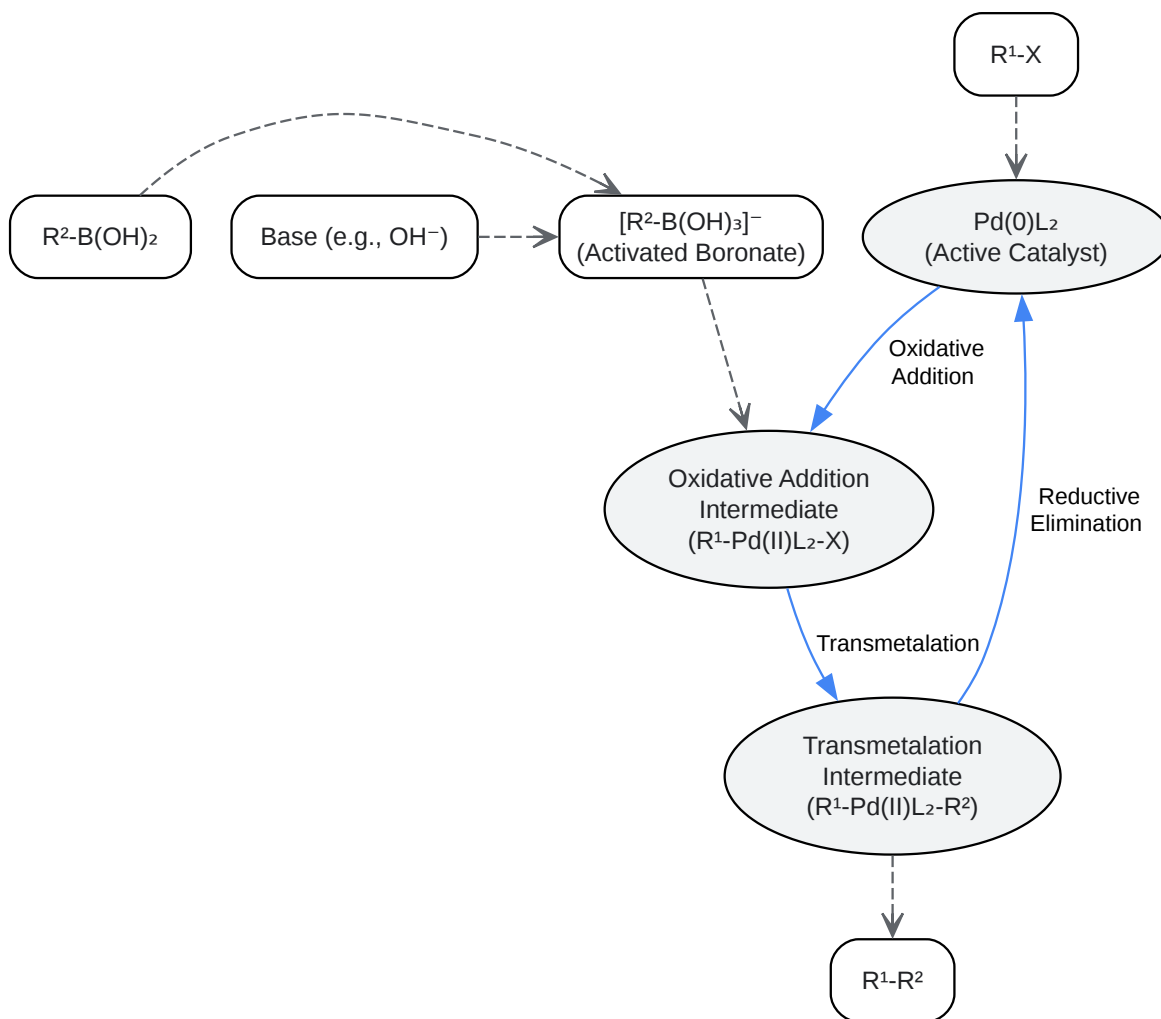 R¹-X
R²-B(OH)₂
Base (e.g., OH⁻)
[R²-B(OH)₃]⁻
(Activated Boronate)
Pd(0)L₂
(Active Catalyst)
Oxidative
Addition
Oxidative Addition
Intermediate
(R¹-Pd(II)L₂-X)
Reductive
Elimination
Transmetalation
Transmetalation
Intermediate
(R¹-Pd(II)L₂-R²)
R¹-R²